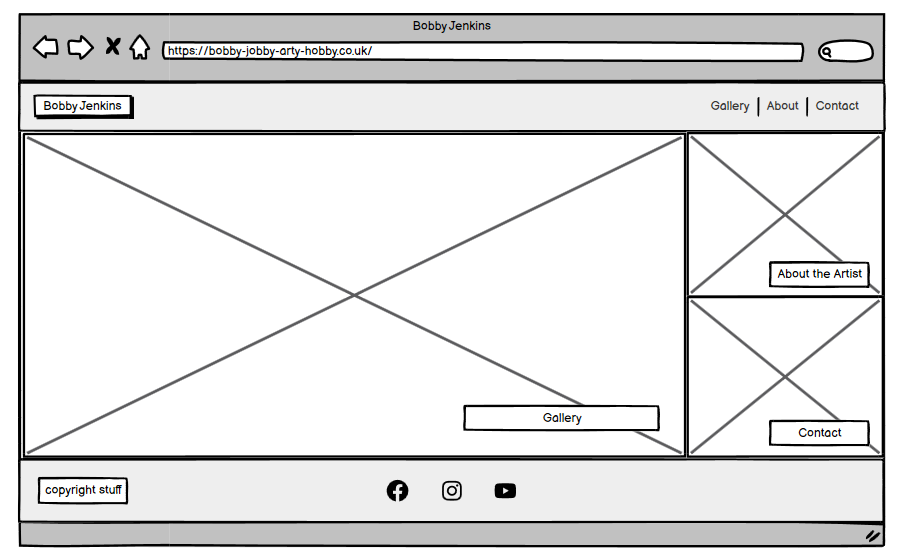 Bobby Jenkins
https://bobby-jobby-arty-hobby.co.uk/
Bobby Jenkins
Gallery | About | Contact
About the Artist
Gallery
Contact
copyright stuff